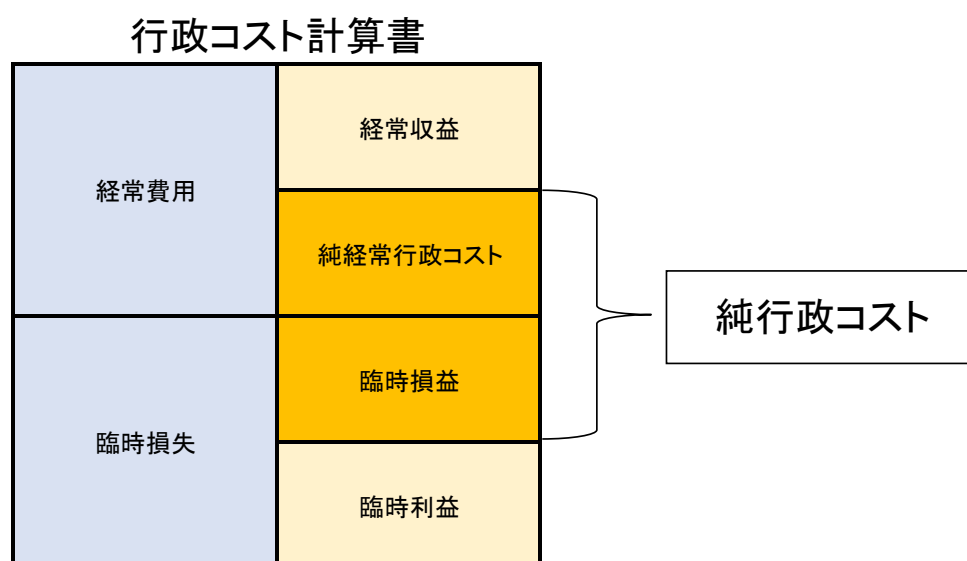 行政コスト計算書
経常費用
経常収益
純経常行政コスト
臨時損失
臨時損益
臨時利益
純行政コスト